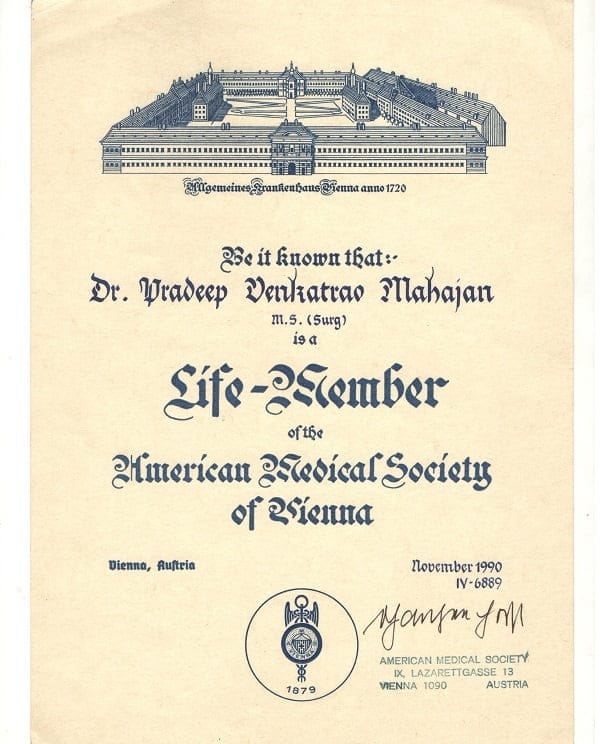 Allgemeines Krankenhaus Vienna anno 1720
Be it known that:-
Dr. Pradeep Venkatrao Mahajan
M.S. (Surg)
is a
Life-Member
of the
American Medical Society
of Vienna
Vienna, Austria
November 1990
IV-6889
1879
AMERICAN MEDICAL SOCIETY
IX, LAZARETTGASSE 13
VIENNA 1090 AUSTRIA